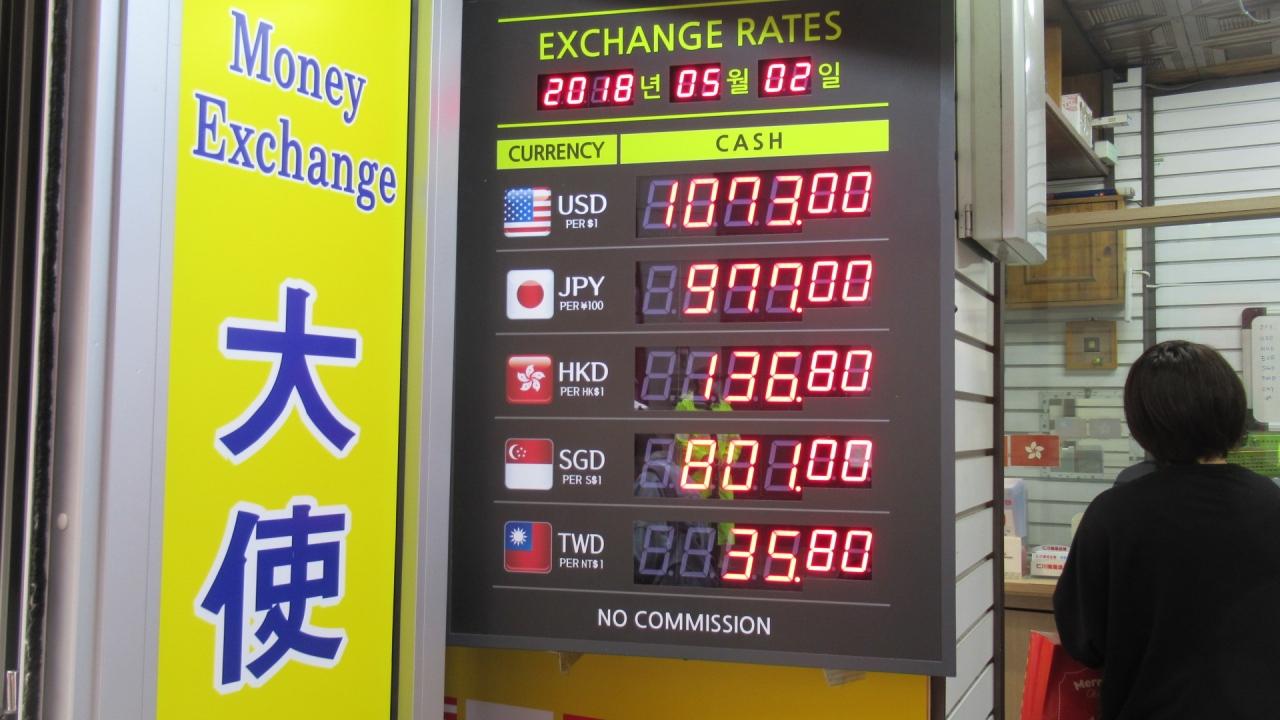 Money
Exchange
大
使
EXCHANGE RATES
2018년 05월 02일
CURRENCY CASH
USD 1073.00
PER $1
JPY 977.00
PER ¥100
HKD 136.80
PER HK$1
SGD 801.00
PER S$1
TWD 35.80
PER NT$1
NO COMMISSION